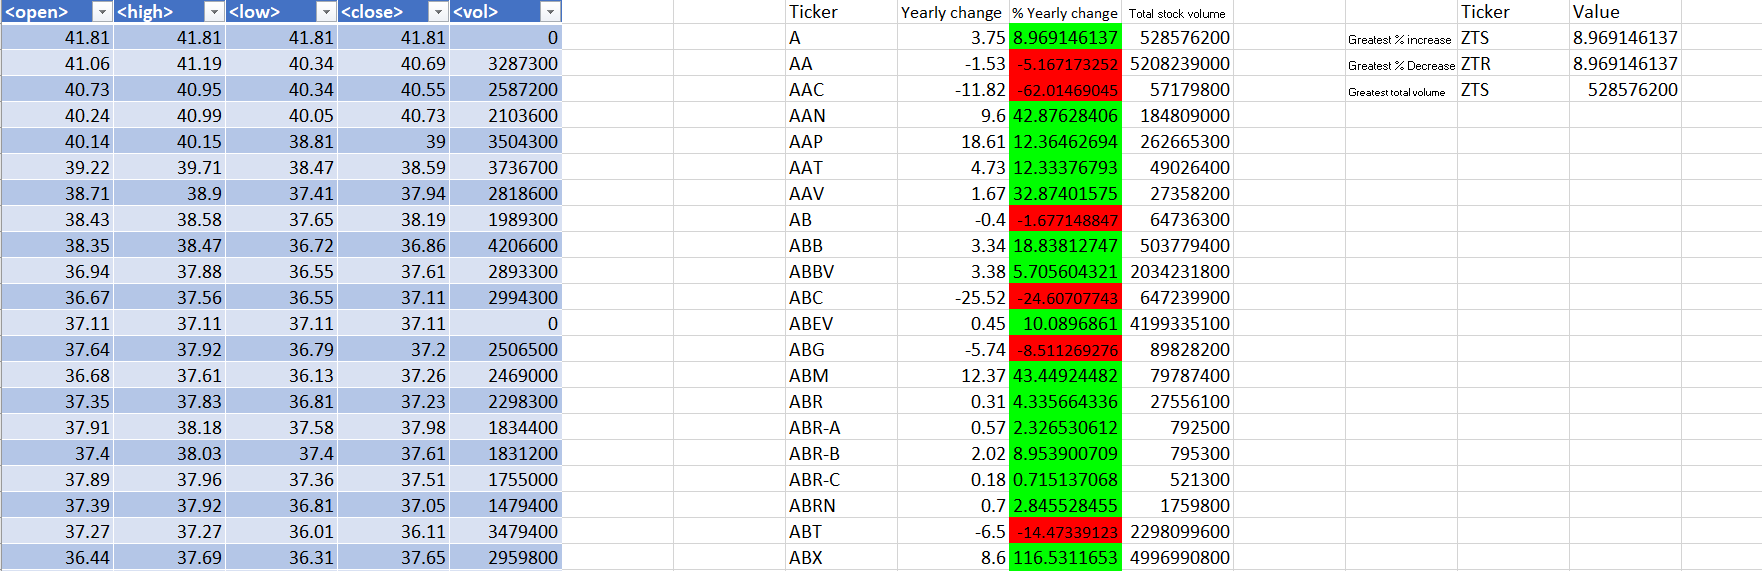 <open> <high> <low> <close> <vol> Ticker Yearly change % Yearly change Total stock volume Ticker Value
41.81 41.81 41.81 41.81 0 A 3.75 8.969146137 528576200 Greatest % increase ZTS 8.969146137
41.06 41.19 40.34 40.69 3287300 AA -1.53 -5.167173252 5208239000 Greatest % Decrease ZTR 8.969146137
40.73 40.95 40.34 40.55 2587200 AAC -11.82 -62.01469045 57179800 Greatest total volume ZTS 528576200
40.24 40.99 40.05 40.73 2103600 AAN 9.6 42.87628406 184809000
40.14 40.15 38.81 39 3504300 AAP 18.61 12.36462694 262665300
39.22 39.71 38.47 38.59 3736700 AAT 4.73 12.33376793 49026400
38.71 38.9 37.41 37.94 2818600 AAV 1.67 32.87401575 27358200
38.43 38.58 37.65 38.19 1989300 AB -0.4 -1.677148847 64736300
38.35 38.47 36.72 36.86 4206600 ABB 3.34 18.83812747 503779400
36.94 37.88 36.55 37.61 2893300 ABBV 3.38 5.705604321 2034231800
36.67 37.56 36.55 37.11 2994300 ABC -25.52 -24.60707743 647239900
37.11 37.11 37.11 37.11 0 ABEV 0.45 10.0896861 4199335100
37.64 37.92 36.79 37.2 2506500 ABG -5.74 -8.511269276 89828200
36.68 37.61 36.13 37.26 2469000 ABM 12.37 43.44924482 79787400
37.35 37.83 36.81 37.23 2298300 ABR 0.31 4.335664336 27556100
37.91 38.18 37.58 37.98 1834400 ABR-A 0.57 2.326530612 792500
37.4 38.03 37.4 37.61 1831200 ABR-B 2.02 8.953900709 795300
37.89 37.96 37.36 37.51 1755000 ABR-C 0.18 0.715137068 521300
37.39 37.92 36.81 37.05 1479400 ABRN 0.7 2.845528455 1759800
37.27 37.27 36.01 36.11 3479400 ABT -6.5 -14.47339123 2298099600
36.44 37.69 36.31 37.65 2959800 ABX 8.6 116.5311653 4996990800